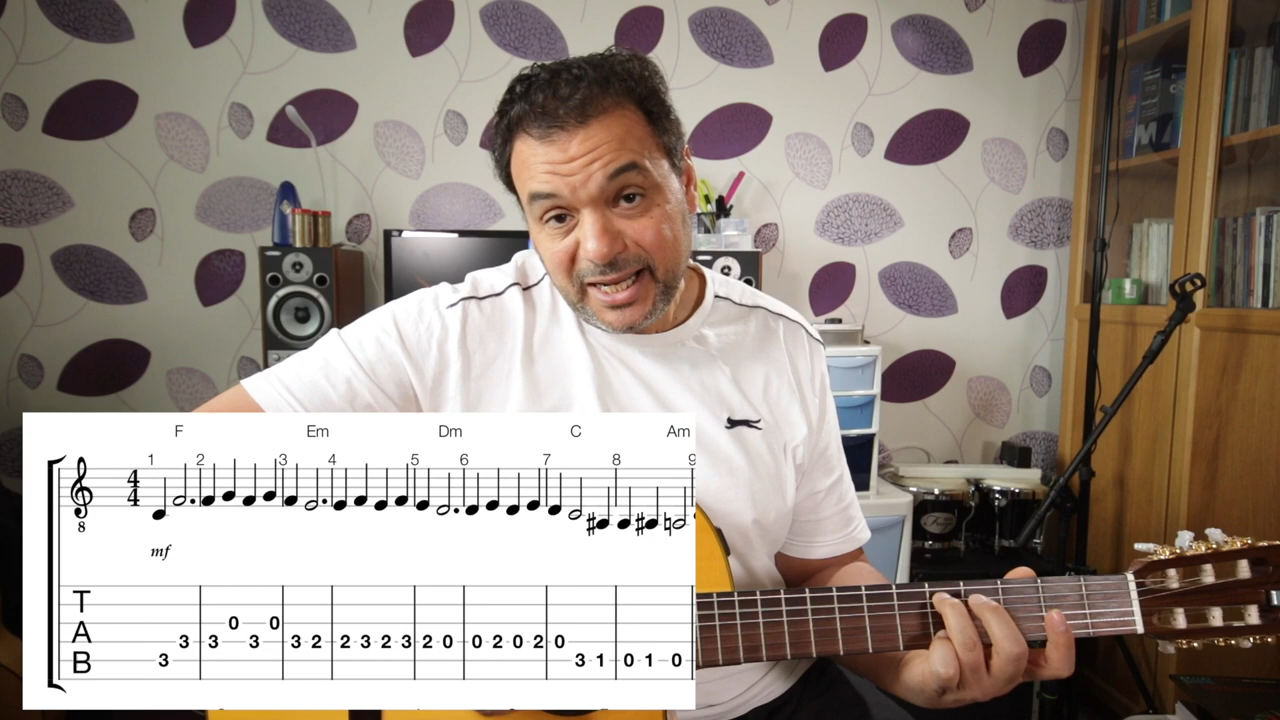 F Em Dm C Am
1 2 3 4 5 6 7 8 9
4
4
8
mf
T
A
B
0 0
3 3 3 3 2 2 3 2 3 2 0 0 2 0 2 0
3 3 1 0 1 0